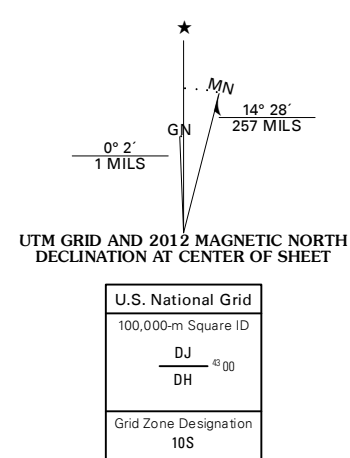 ★
MN
GN
14° 28´
257 MILS
0° 2´
1 MILS
UTM GRID AND 2012 MAGNETIC NORTH
DECLINATION AT CENTER OF SHEET
U.S. National Grid
100,000-m Square ID
DJ
43 00
DH
Grid Zone Designation
10S